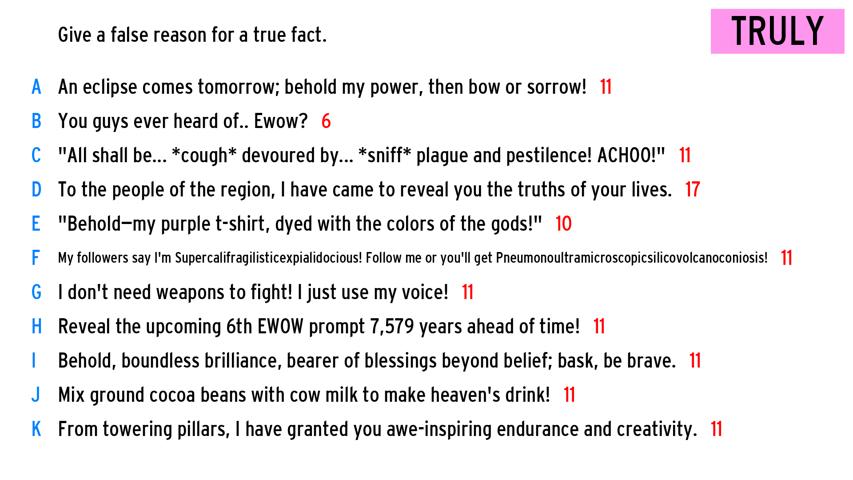 Give a false reason for a true fact.
TRULY
A An eclipse comes tomorrow; behold my power, then bow or sorrow! 11
B You guys ever heard of.. Ewow? 6
C "All shall be... *cough* devoured by... *sniff* plague and pestilence! ACHOO!" 11
D To the people of the region, I have came to reveal you the truths of your lives. 17
E "Behold—my purple t-shirt, dyed with the colors of the gods!" 10
F My followers say I'm Supercalifragilisticexpialidocious! Follow me or you'll get Pneumonoultramicroscopicsilicovolcanoconiosis! 11
G I don't need weapons to fight! I just use my voice! 11
H Reveal the upcoming 6th EWOW prompt 7,579 years ahead of time! 11
I Behold, boundless brilliance, bearer of blessings beyond belief; bask, be brave. 11
J Mix ground cocoa beans with cow milk to make heaven's drink! 11
K From towering pillars, I have granted you awe-inspiring endurance and creativity. 11